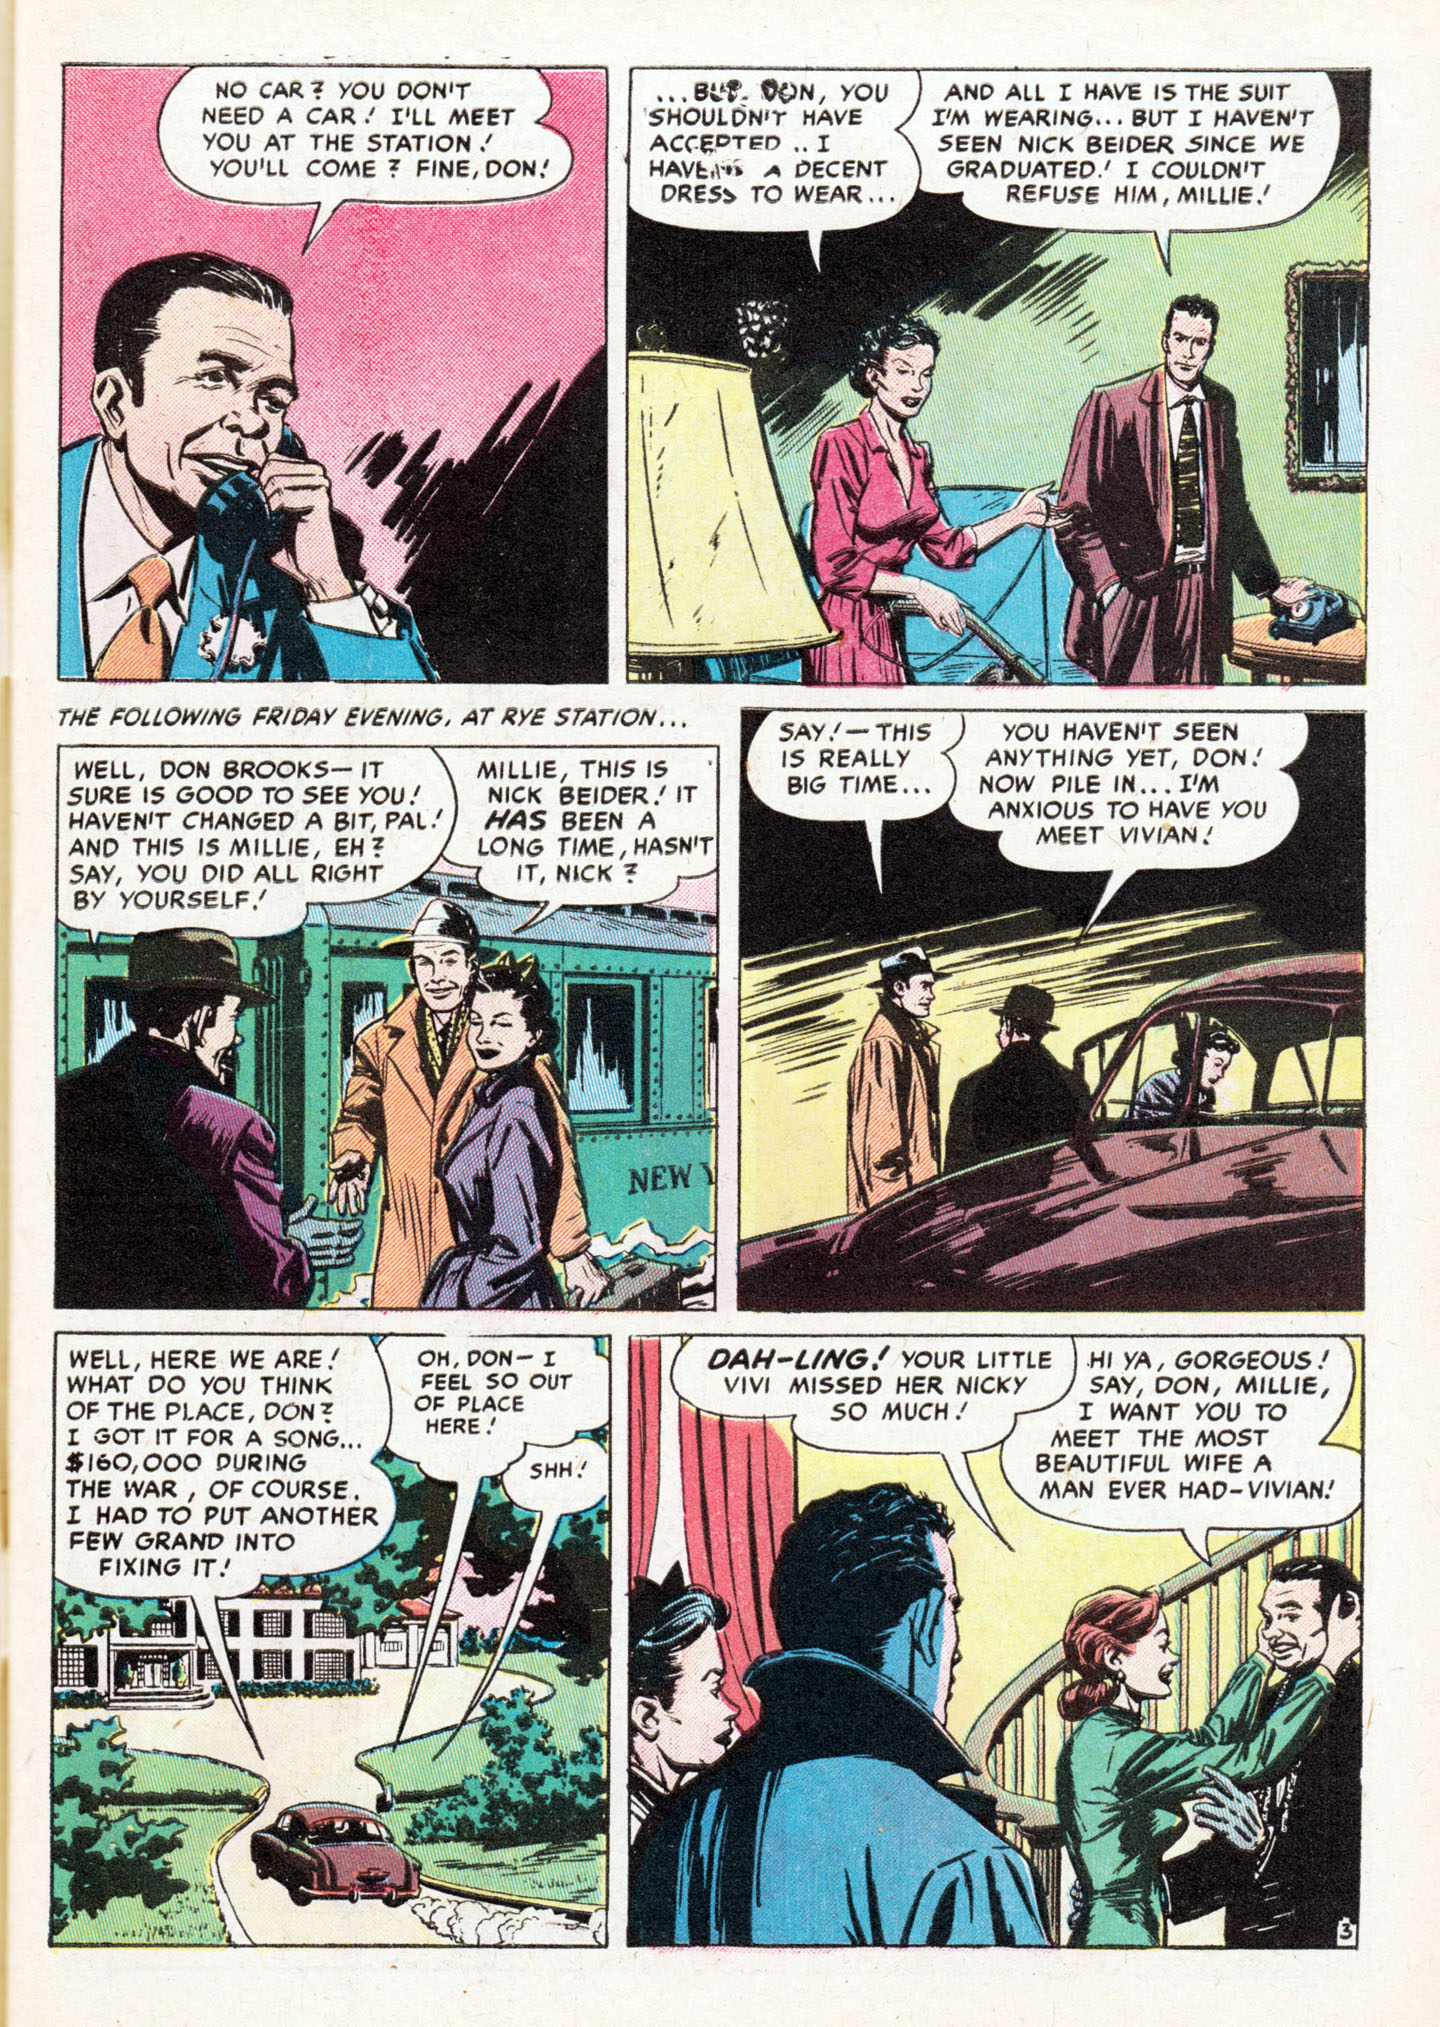 NO CAR? YOU DON'T
NEED A CAR! I'LL MEET
YOU AT THE STATION!
YOU'LL COME? FINE, DON!
...BUT DON, YOU
SHOULDN'T HAVE
ACCEPTED .. I
HAVEN'T A DECENT
DRESS TO WEAR...
AND ALL I HAVE IS THE SUIT
I'M WEARING... BUT I HAVEN'T
SEEN NICK BEIDER SINCE WE
GRADUATED! I COULDN'T
REFUSE HIM, MILLIE!
THE FOLLOWING FRIDAY EVENING, AT RYE STATION...
WELL, DON BROOKS—IT
SURE IS GOOD TO SEE YOU!
HAVEN'T CHANGED A BIT, PAL!
AND THIS IS MILLIE, EH?
SAY, YOU DID ALL RIGHT
BY YOURSELF!
MILLIE, THIS IS
NICK BEIDER! IT
HAS BEEN A
LONG TIME, HASN'T
IT, NICK?
NEW Y
SAY!—THIS
IS REALLY
BIG TIME...
YOU HAVEN'T SEEN
ANYTHING YET, DON!
NOW PILE IN... I'M
ANXIOUS TO HAVE YOU
MEET VIVIAN!
WELL, HERE WE ARE!
WHAT DO YOU THINK
OF THE PLACE, DON?
I GOT IT FOR A SONG...
$160,000 DURING
THE WAR, OF COURSE.
I HAD TO PUT ANOTHER
FEW GRAND INTO
FIXING IT!
OH, DON—I
FEEL SO OUT
OF PLACE
HERE!
SHH!
DAH-LING! YOUR LITTLE
VIVI MISSED HER NICKY
SO MUCH!
HI YA, GORGEOUS!
SAY, DON, MILLIE,
I WANT YOU TO
MEET THE MOST
BEAUTIFUL WIFE A
MAN EVER HAD-VIVIAN!
3